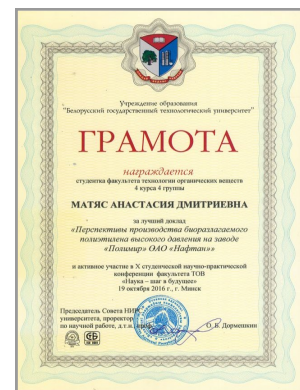 Учреждение образования
"Белорусский государственный технологический университет"
ГРАМОТА
награждается
студентка факультета технологии органических веществ
4 курса 4 группы
МАТЯС АНАСТАСИЯ ДМИТРИЕВНА
за лучший доклад
«Перспективы производства биоразлагаемого
полиэтилена высокого давления на заводе
«Полимир» ОАО «Нафтан»»
и активное участие в X студенческой научно-практической
конференции факультета ТОВ
«Наука – шаг в будущее»
19 октября 2016 г., г. Минск
Председатель Совета НИРС
университета, проректор
по научной работе, д.т.н.
О. Б. Дормешкин